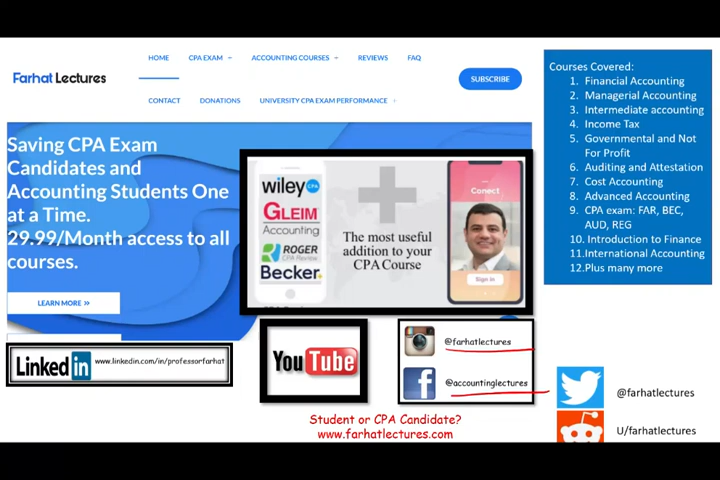 HOME
CPA EXAM
ACCOUNTING COURSES
REVIEWS
FAQ
Farhat Lectures
SUBSCRIBE
CONTACT
DONATIONS
UNIVERSITY CPA EXAM PERFORMANCE
Saving CPA Exam
Candidates and
Accounting Students One
at a Time.
29.99/Month access to all
courses.
LEARN MORE
wiley CPA
GLEIM
Accounting
ROGER
CPA Review
Becker.
The most useful
addition to your
CPA Course
Conect
Sign in
Courses Covered:
1. Financial Accounting
2. Managerial Accounting
3. Intermediate accounting
4. Income Tax
5. Governmental and Not
For Profit
6. Auditing and Attestation
7. Cost Accounting
8. Advanced Accounting
9. CPA exam: FAR, BEC,
AUD, REG
10. Introduction to Finance
11.International Accounting
12.Plus many more
Linked in
www.linkedin.com/in/professorfarhat
YouTube
@farhatlectures
@accountinglectures
@farhatlectures
U/farhatlectures
Student or CPA Candidate?
www.farhatlectures.com